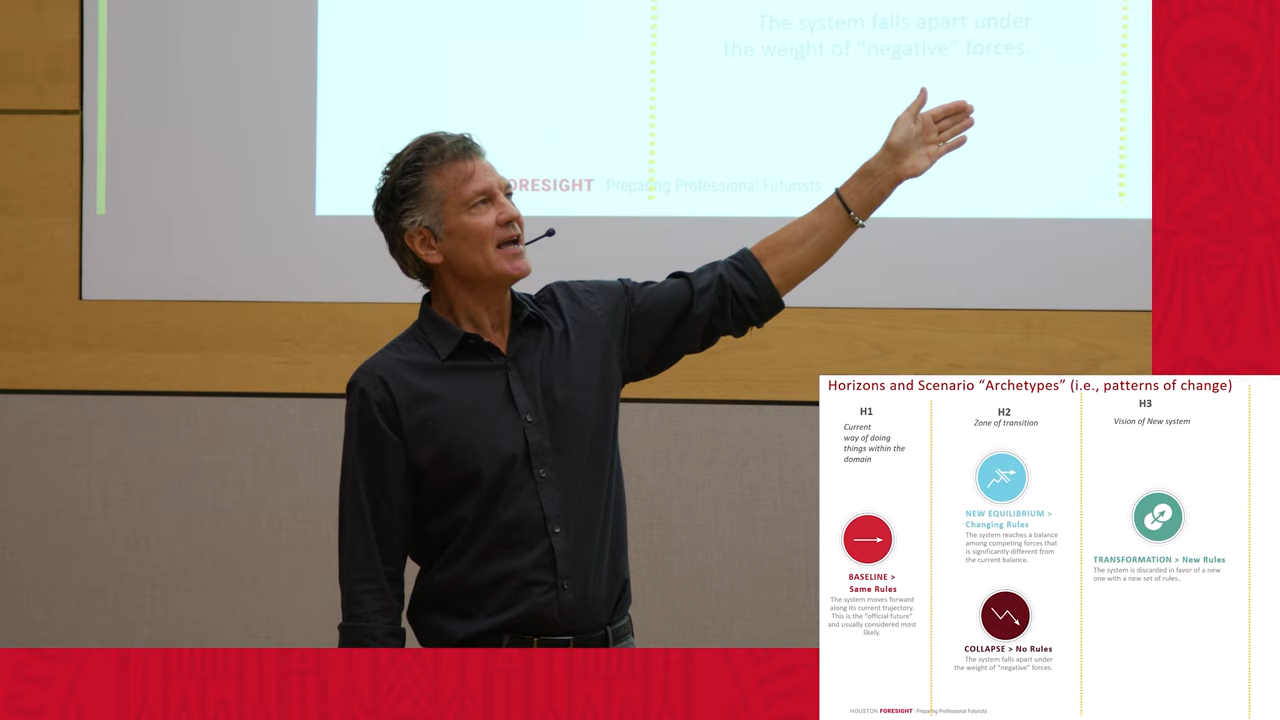 The system falls apart under
the weight of "negative" forces.
FORESIGHT Preparing Professional Futurists
Horizons and Scenario “Archetypes” (i.e., patterns of change)
H1
Current
way of doing
things within the
domain
BASELINE >
Same Rules
The system moves forward
along its current trajectory.
This is the “official future”
and usually considered most
likely.
H2
Zone of transition
NEW EQUILIBRIUM >
Changing Rules
The system reaches a balance
among competing forces that
is significantly different from
the current balance.
COLLAPSE > No Rules
The system falls apart under
the weight of “negative” forces.
H3
Vision of New system
TRANSFORMATION > New Rules
The system is discarded in favor of a new
one with a new set of rules..
HOUSTON FORESIGHT Preparing Professional Futurists